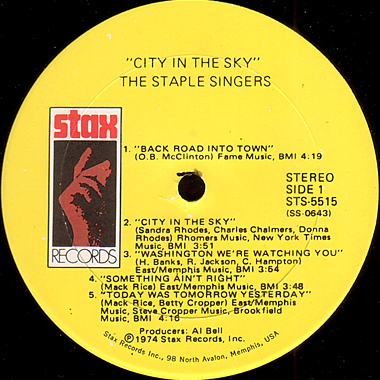 "CITY IN THE SKY"
THE STAPLE SINGERS
stax
RECORDS
1. "BACK ROAD INTO TOWN"
(O.B. McClinton) Fame Music, BMI 4:19
STEREO
SIDE 1
STS-5515
(SS-0643)
2. "CITY IN THE SKY"
(Sandra Rhodes, Charles Chalmers, Donna
Rhodes) Rhomers Music, New York Times
Music, BMI 3:51
3. "WASHINGTON WE'RE WATCHING YOU"
(H. Banks, R. Jackson, C. Hampton)
East/Memphis Music, BMI 3:54
4. "SOMETHING AIN'T RIGHT"
(Mack Rice) East/Memphis Music, BMI 3:48
5. "TODAY WAS TOMORROW YESTERDAY"
(Mack Rice, Betty Cropper) East/Memphis
Music, Steve Cropper Music, Brookfield
Music, BMI 4:16
Producers: Al Bell
Ⓟ1974 Stax Records, Inc.
Stax Records Inc., 98 North Avalon, Memphis, USA